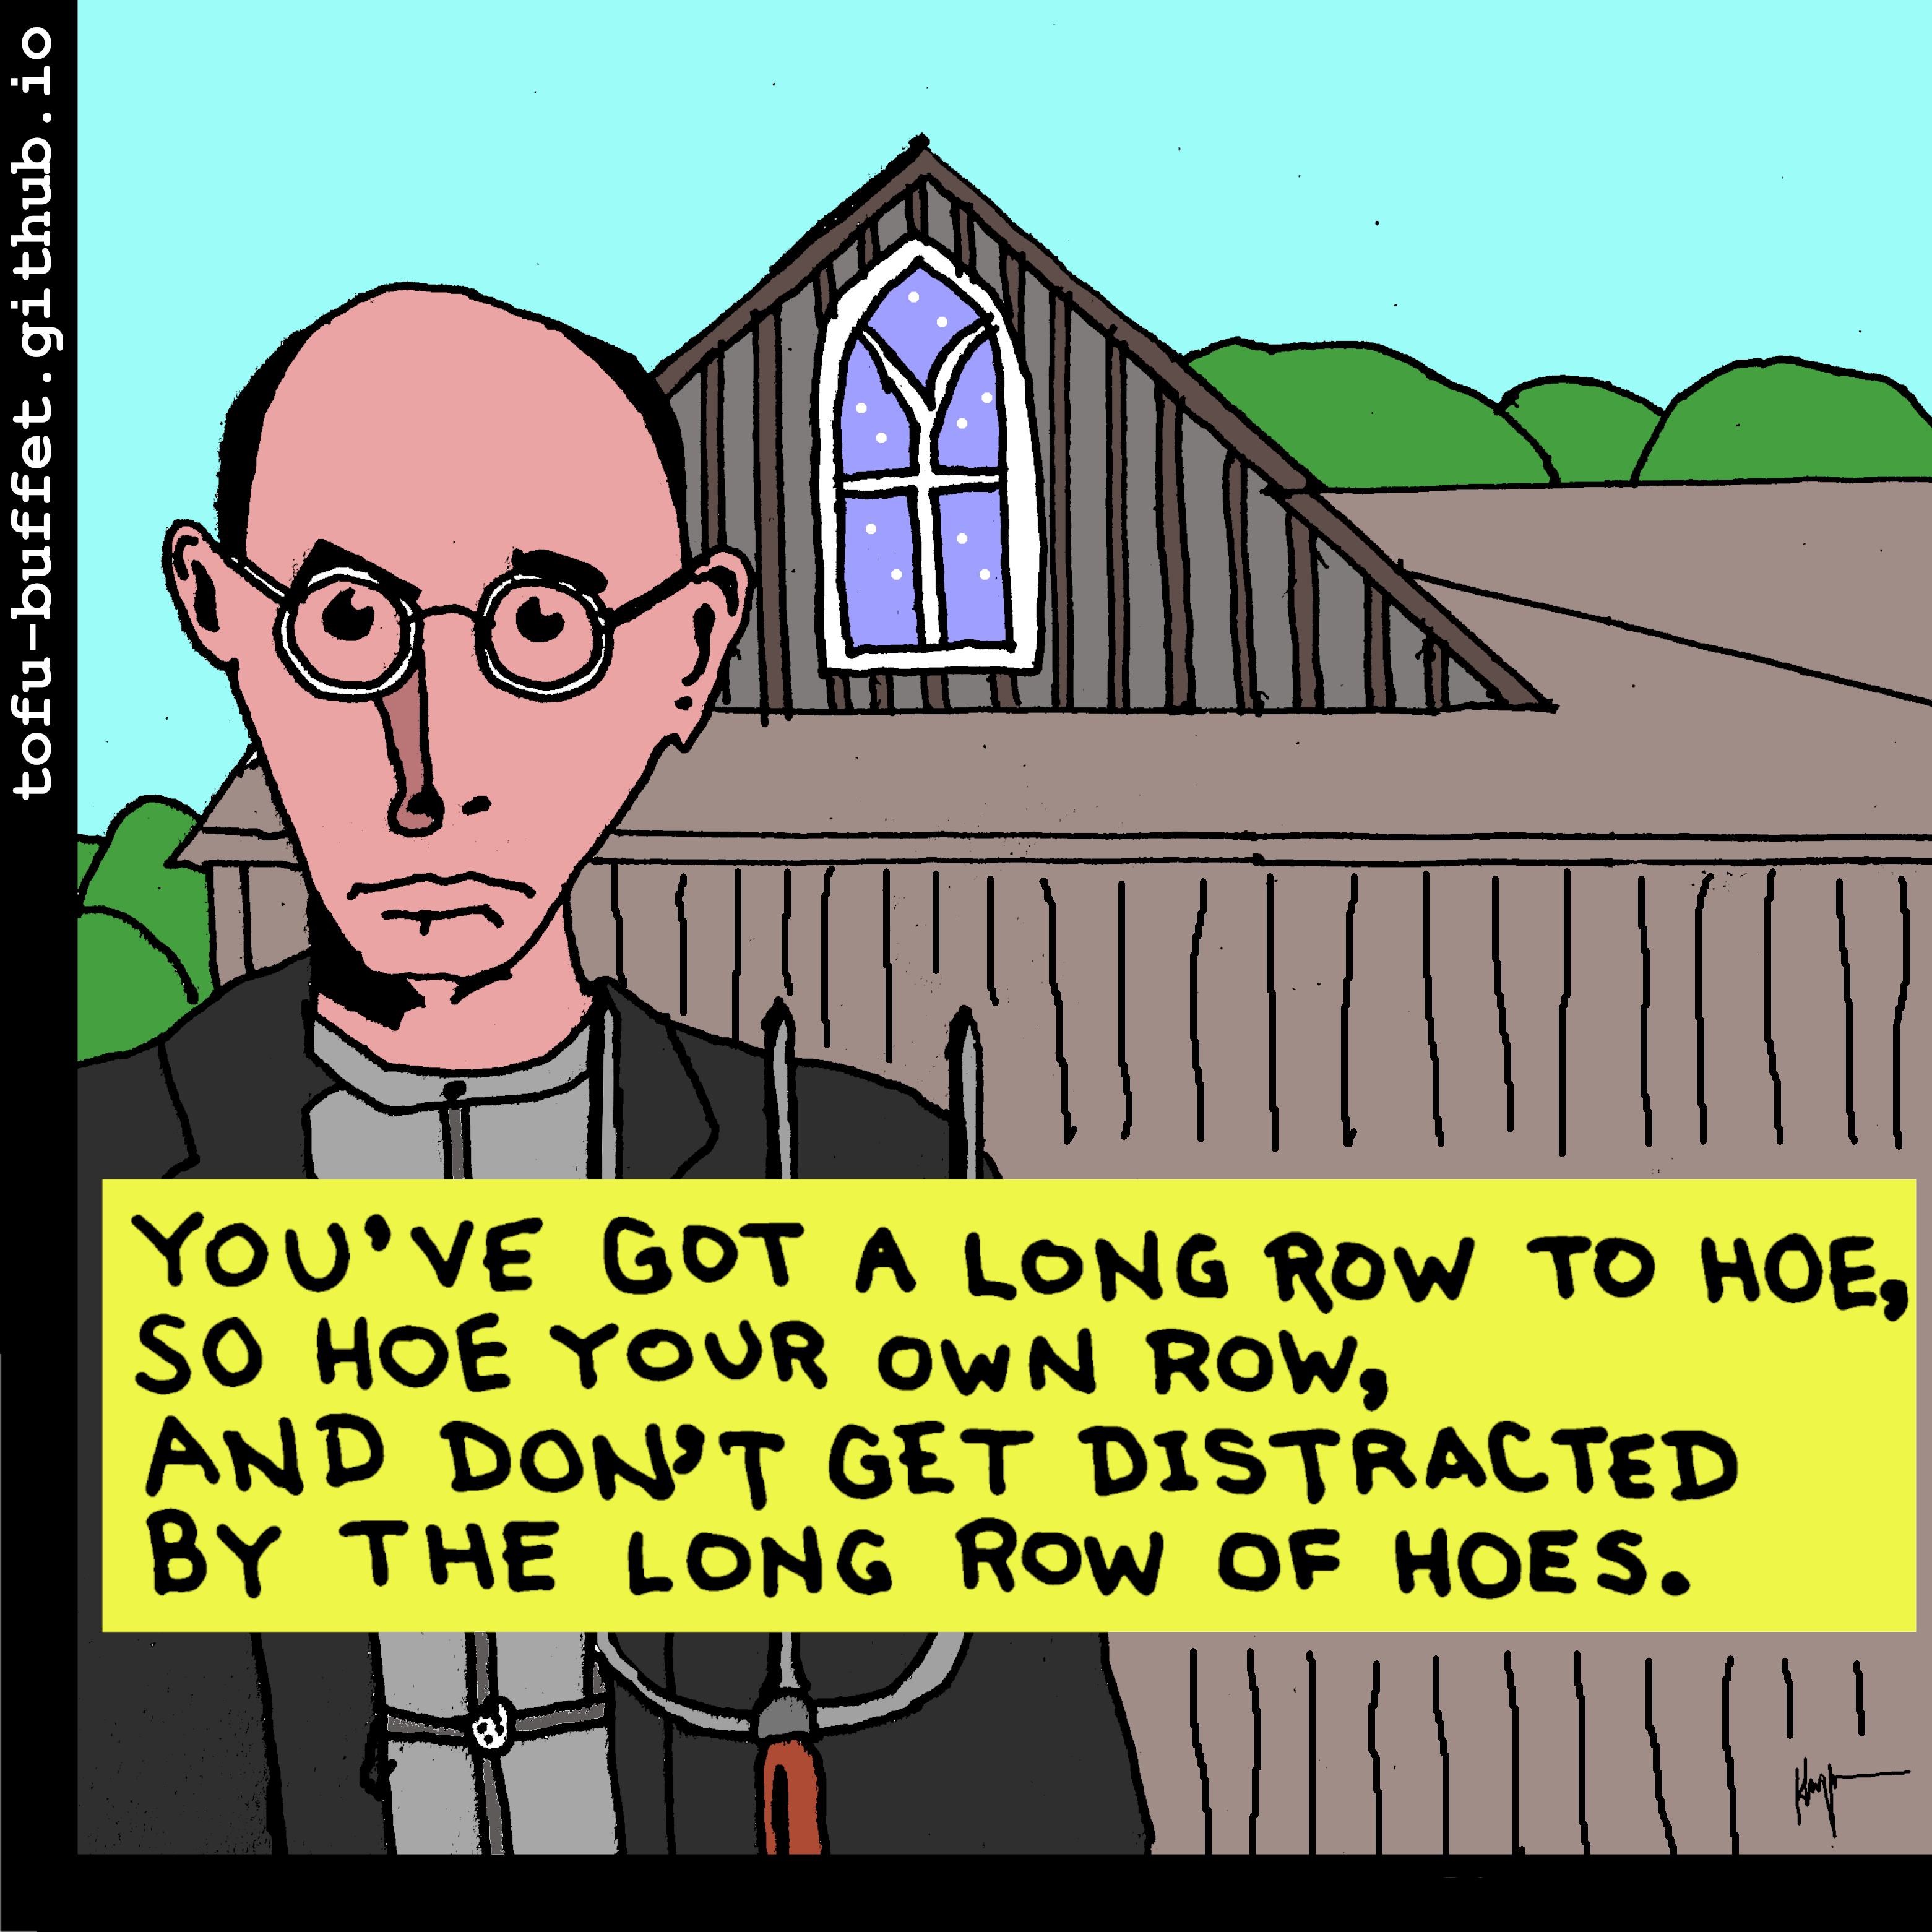 tofu-buffet.github.io
YOU'VE GOT A LONG ROW TO HOE,
SO HOE YOUR OWN ROW,
AND DON'T GET DISTRACTED
BY THE LONG ROW OF HOES.